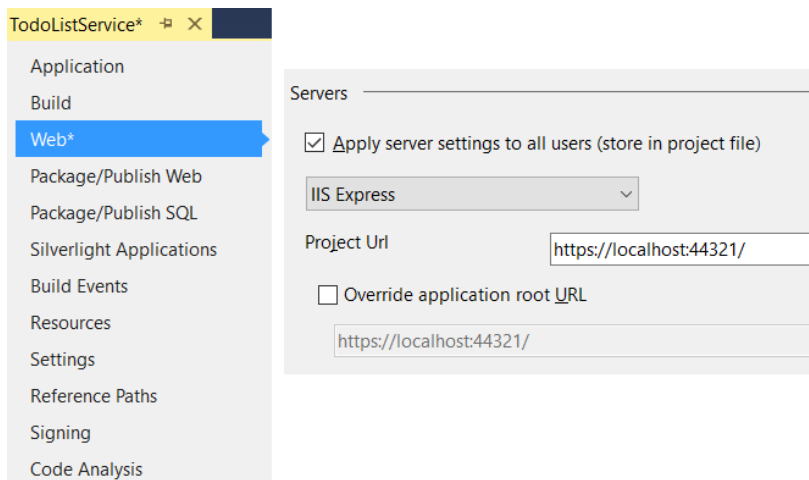 TodoListService*
Application
Build
Web*
Package/Publish Web
Package/Publish SQL
Silverlight Applications
Build Events
Resources
Settings
Reference Paths
Signing
Code Analysis
Servers
Apply server settings to all users (store in project file)
IIS Express
Project Url
https://localhost:44321/
Override application root URL
https://localhost:44321/